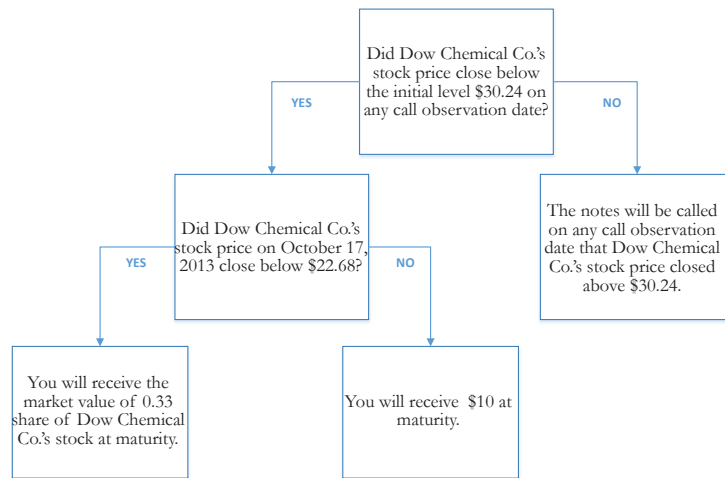 Did Dow Chemical Co.'s
stock price close below
the initial level $30.24 on
any call observation date?
YES
NO
Did Dow Chemical Co.'s
stock price on October 17,
2013 close below $22.68?
The notes will be called
on any call observation
date that Dow Chemical
Co.'s stock price closed
above $30.24.
YES
NO
You will receive the
market value of 0.33
share of Dow Chemical
Co.'s stock at maturity.
You will receive $10 at
maturity.